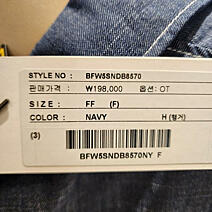 STYLE NO : BFW5SNDB8570
판매가격 : ₩198,000 옵션: OT
SIZE : FF (F)
COLOR : NAVY H (행거)
(3)
BFW5SNDB8570NY F